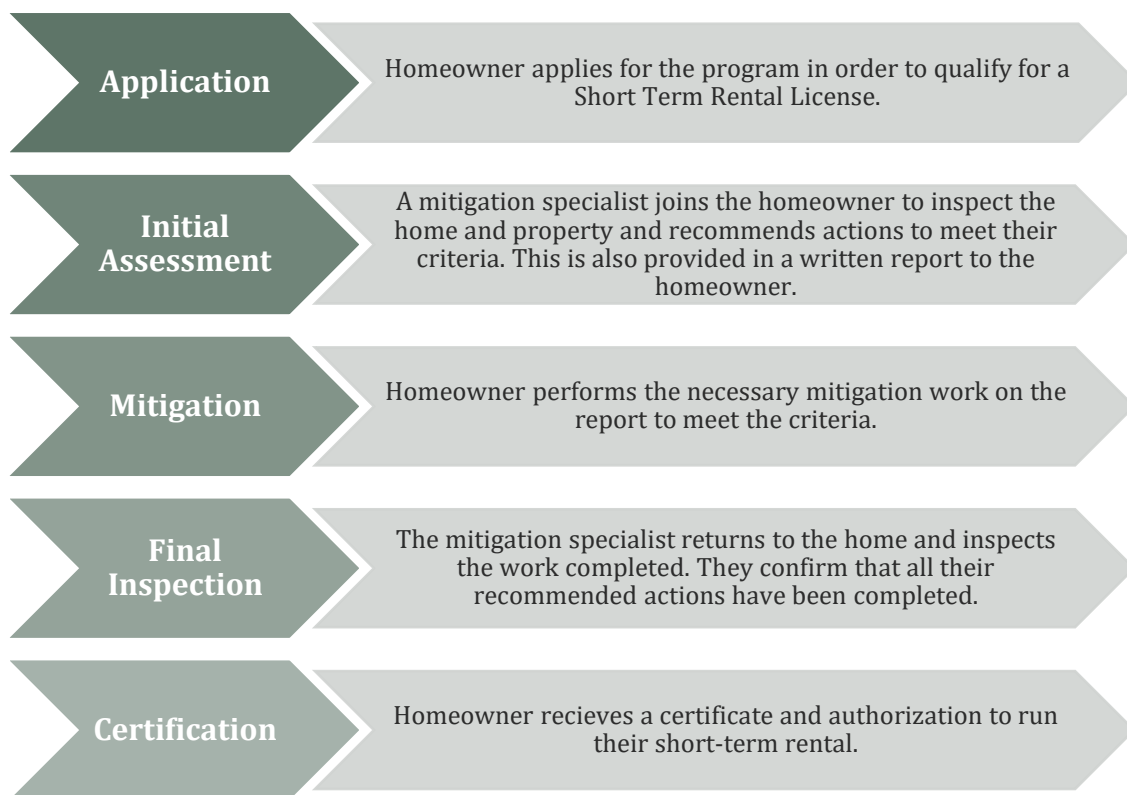 Application
Homeowner applies for the program in order to qualify for a
Short Term Rental License.
Initial
Assessment
A mitigation specialist joins the homeowner to inspect the
home and property and recommends actions to meet their
criteria. This is also provided in a written report to the
homeowner.
Mitigation
Homeowner performs the necessary mitigation work on the
report to meet the criteria.
Final
Inspection
The mitigation specialist returns to the home and inspects
the work completed. They confirm that all their
recommended actions have been completed.
Certification
Homeowner recieves a certificate and authorization to run
their short-term rental.